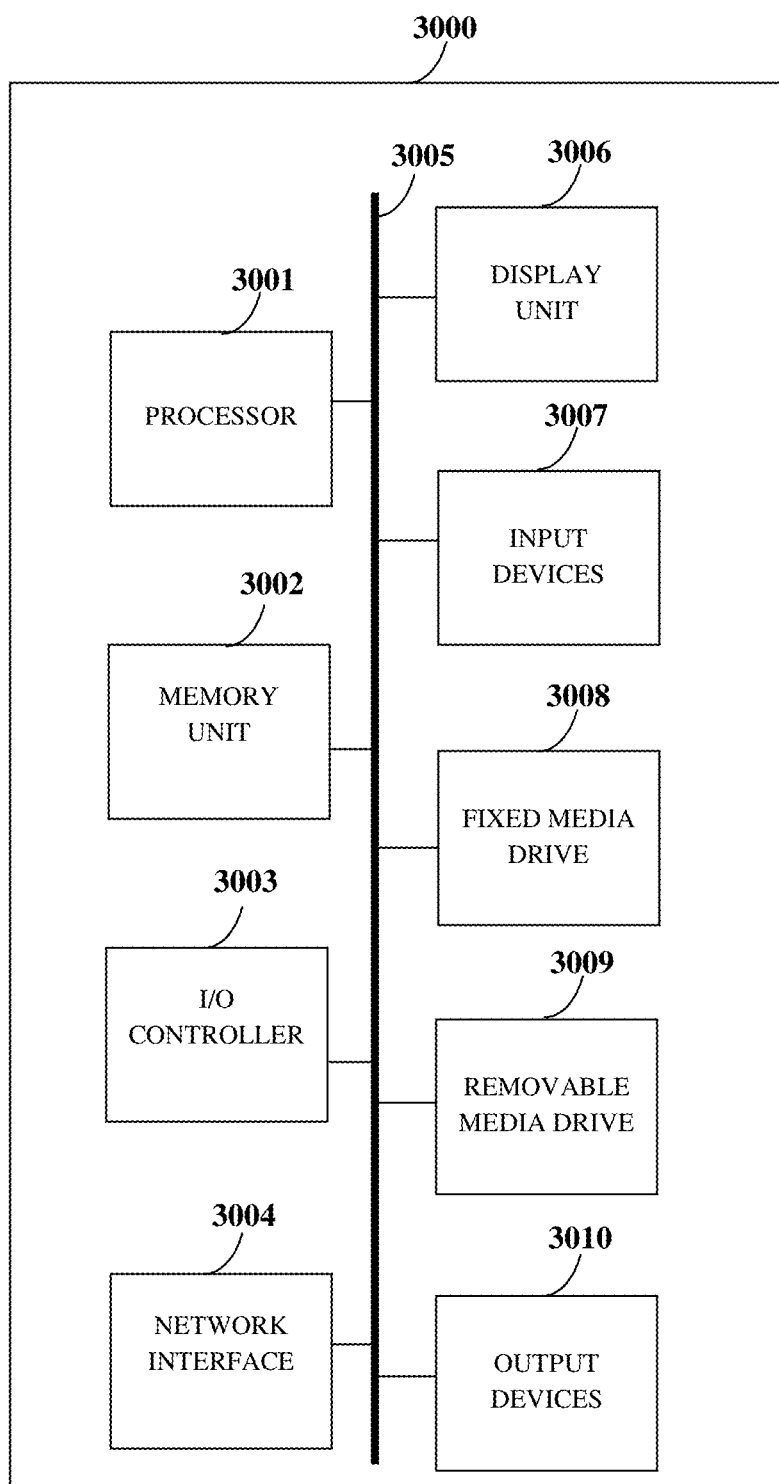 3000
3005
3006
DISPLAY
UNIT
3001
PROCESSOR
3007
INPUT
DEVICES
3002
MEMORY
UNIT
3008
FIXED MEDIA
DRIVE
3003
I/O
CONTROLLER
3009
REMOVABLE
MEDIA DRIVE
3004
NETWORK
INTERFACE
3010
OUTPUT
DEVICES